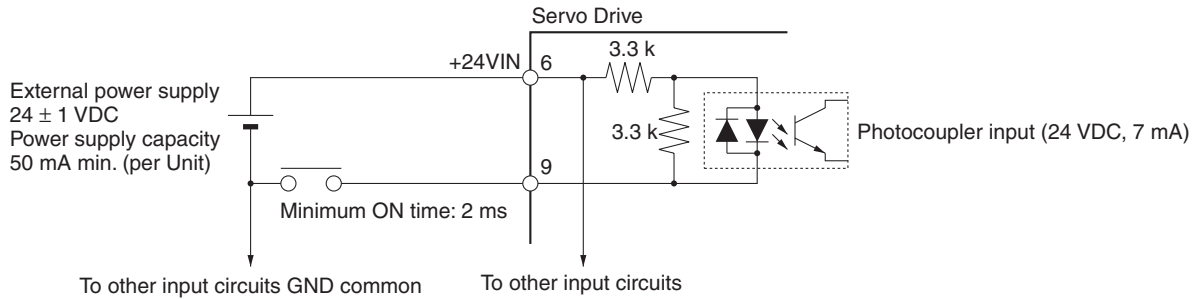 Servo Drive
+24VIN
6
3.3 k
External power supply
24 ± 1 VDC
Power supply capacity
50 mA min. (per Unit)
3.3 k
Photocoupler input (24 VDC, 7 mA)
9
Minimum ON time: 2 ms
To other input circuits GND common
To other input circuits